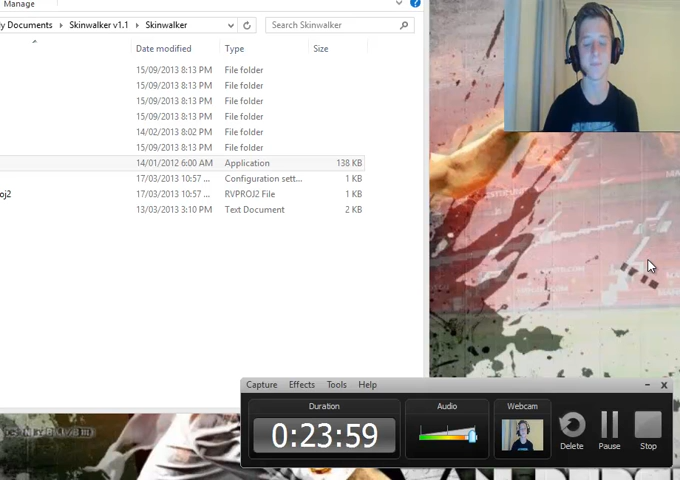 Manage
y Documents Skinwalker v1.1 Skinwalker Search Skinwalker
Date modified Type Size
15/09/2013 8:13 PM File folder
15/09/2013 8:13 PM File folder
15/09/2013 8:13 PM File folder
15/09/2013 8:13 PM File folder
14/02/2013 8:02 PM File folder
15/09/2013 8:13 PM File folder
14/01/2012 6:00 AM Application 138 KB
17/03/2013 10:57 ... Configuration sett... 1 KB
oj2 17/03/2013 10:57 ... RVPROJ2 File 1 KB
13/03/2013 3:10 PM Text Document 2 KB
Capture Effects Tools Help
Duration Audio Webcam
0:23:59
Delete Pause Stop